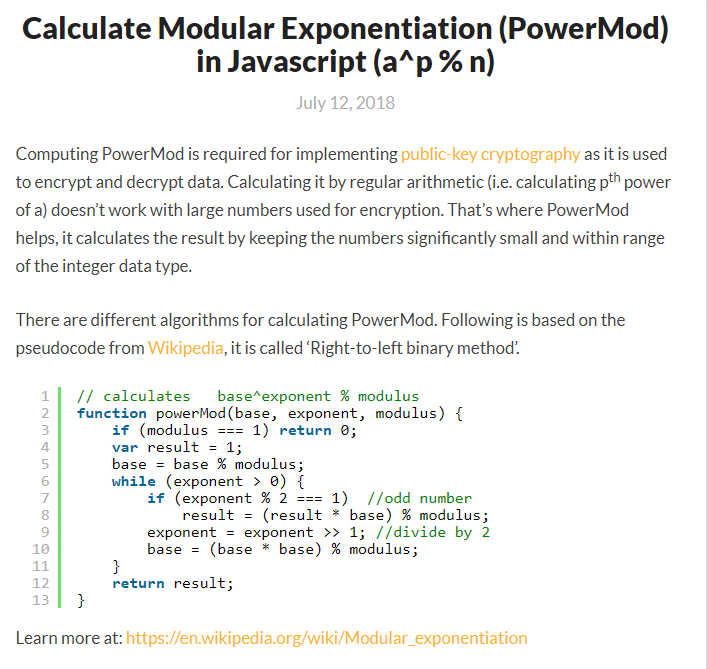 Calculate Modular Exponentiation (PowerMod)
in Javascript (a^p % n)
July 12, 2018
Computing PowerMod is required for implementing public-key cryptography as it is used
to encrypt and decrypt data. Calculating it by regular arithmetic (i.e. calculating pth power
of a) doesn’t work with large numbers used for encryption. That’s where PowerMod
helps, it calculates the result by keeping the numbers significantly small and within range
of the integer data type.
There are different algorithms for calculating PowerMod. Following is based on the
pseudocode from Wikipedia, it is called ‘Right-to-left binary method’.
1 // calculates   base^exponent % modulus
2 function powerMod(base, exponent, modulus) {
3     if (modulus === 1) return 0;
4     var result = 1;
5     base = base % modulus;
6     while (exponent > 0) {
7         if (exponent % 2 === 1)  //odd number
8             result = (result * base) % modulus;
9         exponent = exponent >> 1; //divide by 2
10         base = (base * base) % modulus;
11     }
12     return result;
13 }
Learn more at: https://en.wikipedia.org/wiki/Modular_exponentiation